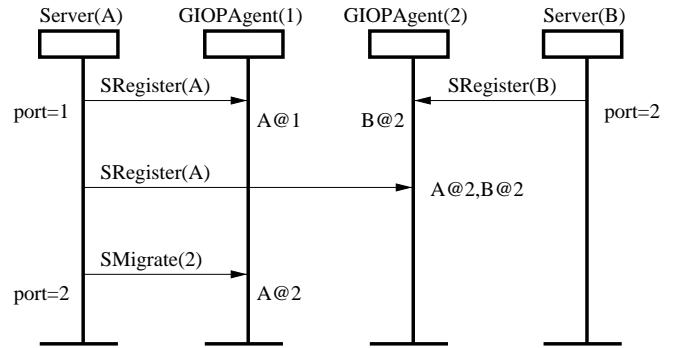 Server(A) GIOPAgent(1) GIOPAgent(2) Server(B)
SRegister(A) SRegister(B)
port=1 A@1 B@2 port=2
SRegister(A)
A@2,B@2
SMigrate(2)
port=2 A@2